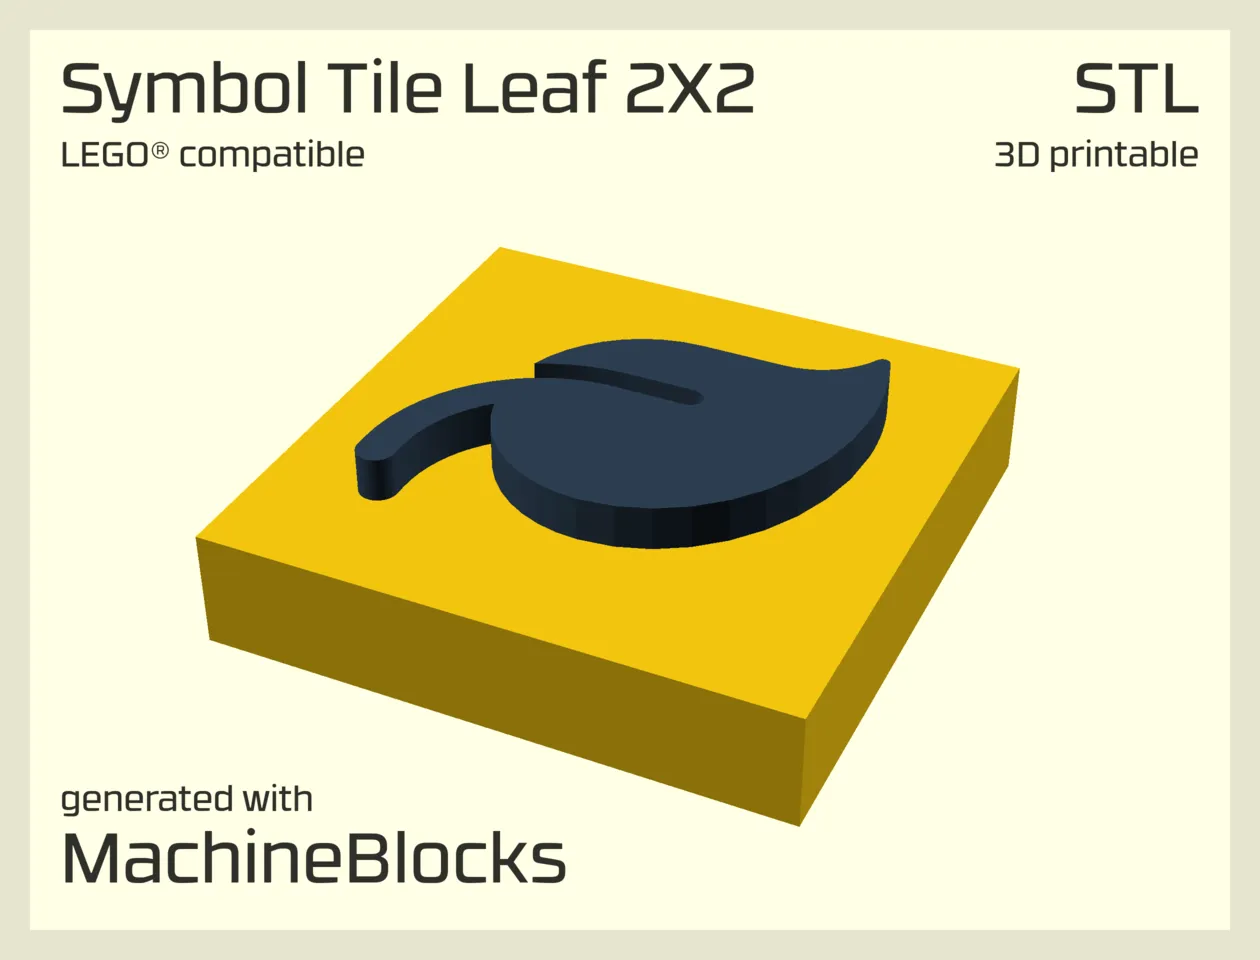 Symbol Tile Leaf 2X2
LEGO® compatible
STL
3D printable
generated with
MachineBlocks